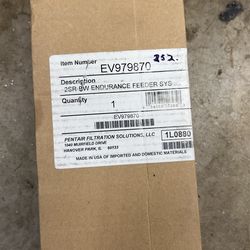 Item Number
EV979870
252.
Description
2SR-BW ENDURANCE FEEDER SYS
Quantity
1
EV979870
PENTAIR FILTRATION SOLUTIONS, LLC
1040 MUIRFIELD DRIVE
HANOVER PARK, IL 60133
1L0880
MADE IN USA OF IMPORTED AND DOMESTIC MATERIALS